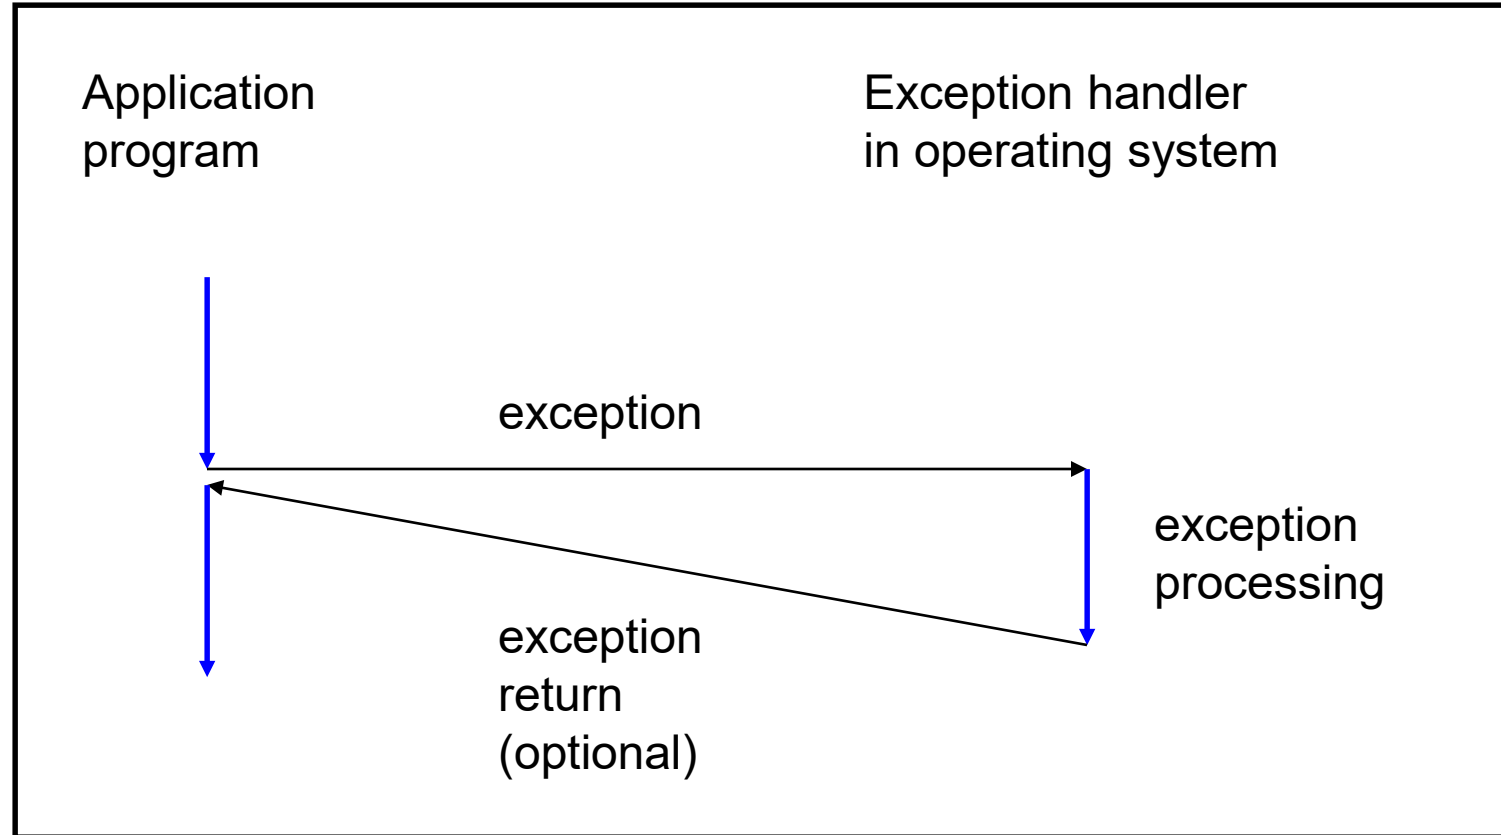 Application
program
Exception handler
in operating system
exception
exception
processing
exception
return
(optional)